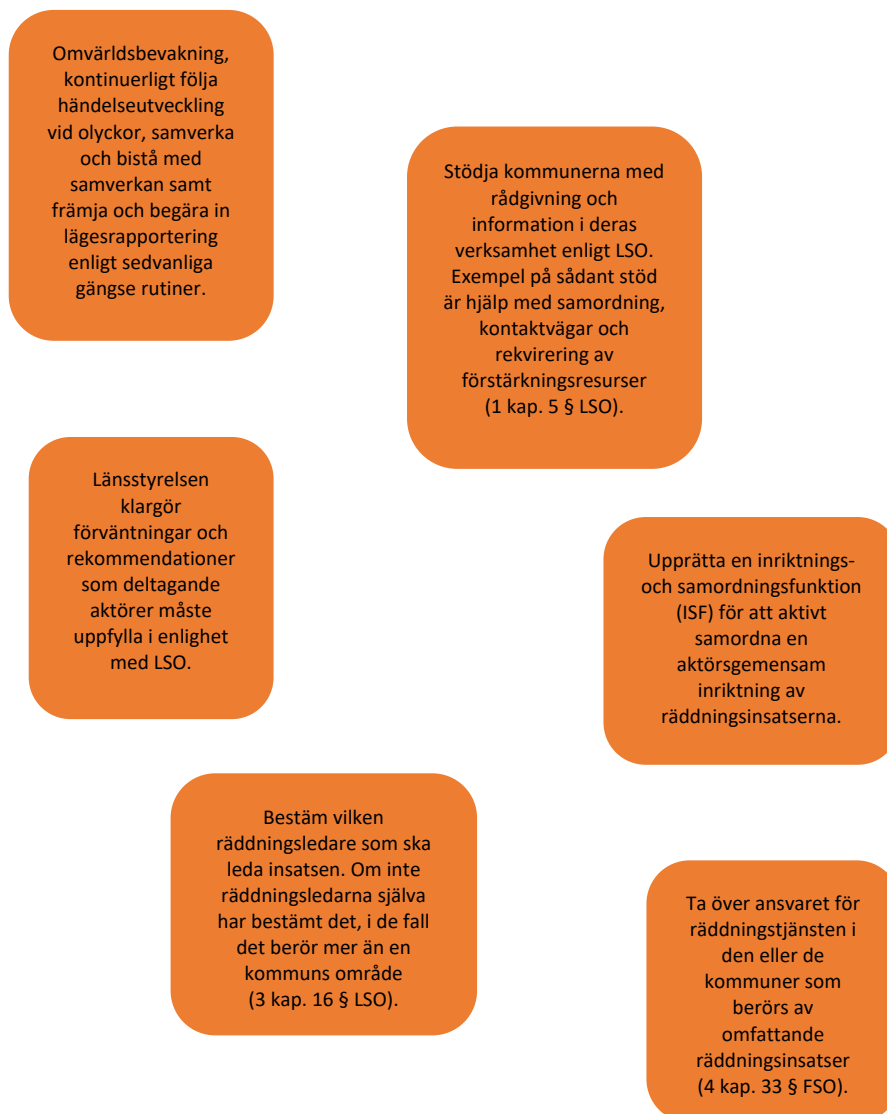 Omvärldsbevakning,
kontinuerligt följa
händelseutveckling
vid olyckor, samverka
och bistå med
samverkan samt
främja och begära in
lägesrapportering
enligt sedvanliga
gängse rutiner.
Stödja kommunerna med
rådgivning och
information i deras
verksamhet enligt LSO.
Exempel på sådant stöd
är hjälp med samordning,
kontaktvägar och
rekvirering av
förstärkningsresurser
(1 kap. 5 § LSO).
Länsstyrelsen
klargör
förväntningar och
rekommendationer
som deltagande
aktörer måste
uppfylla i enlighet
med LSO.
Upprätta en inriktnings-
och samordningsfunktion
(ISF) för att aktivt
samordna en
aktörsgemensam
inriktning av
räddningsinsatserna.
Bestäm vilken
räddningsledare som ska
leda insatsen. Om inte
räddningsledarna själva
har bestämt det, i de fall
det berör mer än en
kommuns område
(3 kap. 16 § LSO).
Ta över ansvaret för
räddningstjänsten i
den eller de
kommuner som
berörs av
omfattande
räddningsinsatser
(4 kap. 33 § FSO).